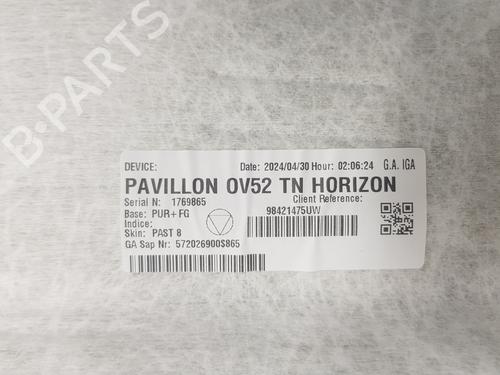 B-PARTS
DEVICE: Date: 2024/04/30 Hour: 02:06:24 G.A. IGA
PAVILLON OV52 TN HORIZON
Serial N: 1769865 Client Reference:
Base: PUR+FG 98421475UW
Indice:
Skin: PAST 8
GA Sap Nr: 572026900S865